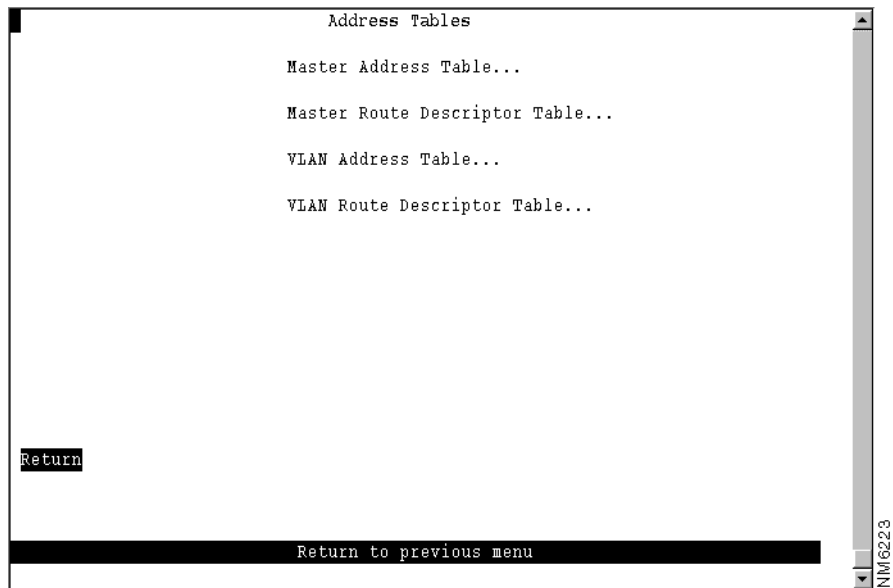 Address Tables
Master Address Table...
Master Route Descriptor Table...
VLAN Address Table...
VLAN Route Descriptor Table...
Return
Return to previous menu
NM6223